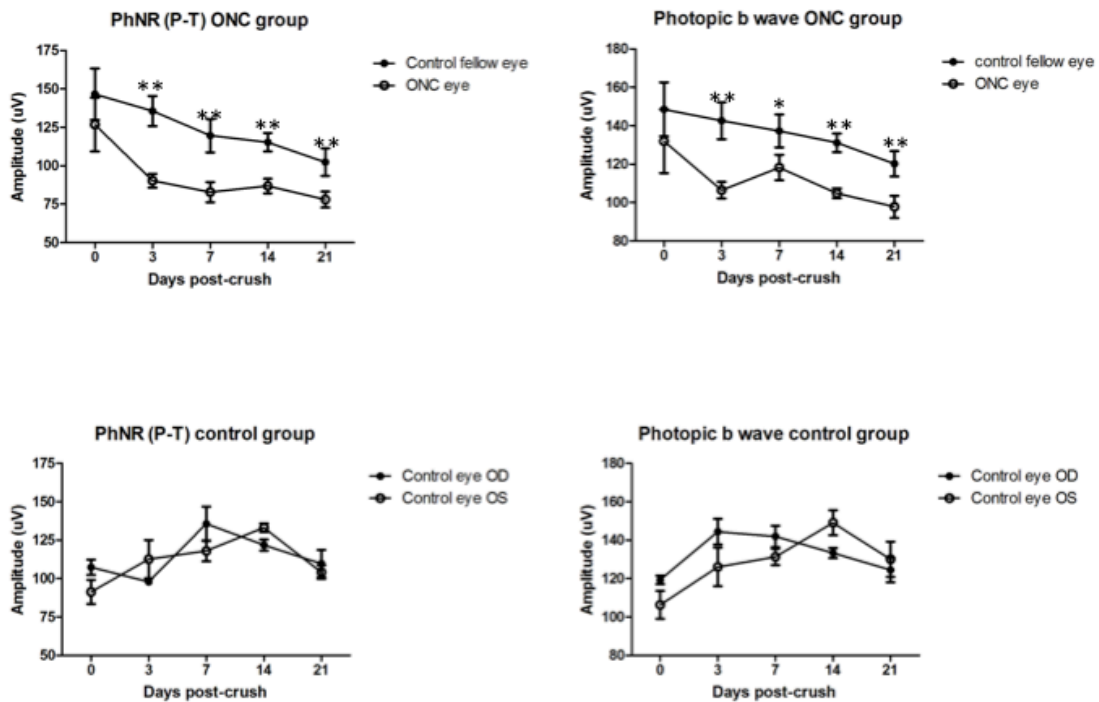 PhNR (P-T) ONC group
Amplitude (uV)
175
150
125
100
75
50
**
**
**
**
0 3 7 14 21
Days post-crush
Control fellow eye
ONC eye
Photopic b wave ONC group
Amplitude (uV)
180
160
140
120
100
80
**
*
**
**
0 3 7 14 21
Days post-crush
control fellow eye
ONC eye
PhNR (P-T) control group
Amplitude (uV)
175
150
125
100
75
50
0 3 7 14 21
Days post-crush
Control eye OD
Control eye OS
Photopic b wave control group
Amplitude (uV)
180
160
140
120
100
80
0 3 7 14 21
Days post-crush
Control eye OD
Control eye OS